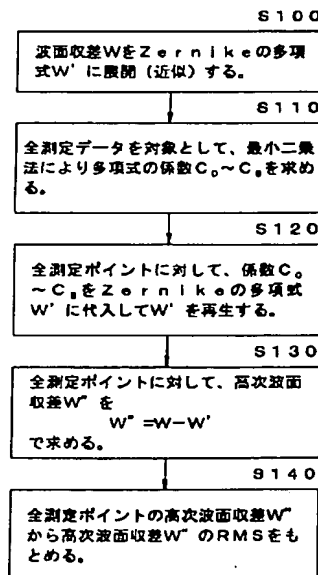 S100
波面収差WをZernikeの多項
式W'に展開（近似）する。
S110
全測定データを対象として、最小二乗
法により多項式の係数C₀～C₈を求め
る。
S120
全測定ポイントに対して、係数C₀
～C₈をZernikeの多項式
W'に代入してW'を再生する。
S130
全測定ポイントに対して、高次波面
収差W"を
W"=W-W'
で求める。
S140
全測定ポイントの高次波面収差W"
から高次波面収差W"のRMSをも
とめる。